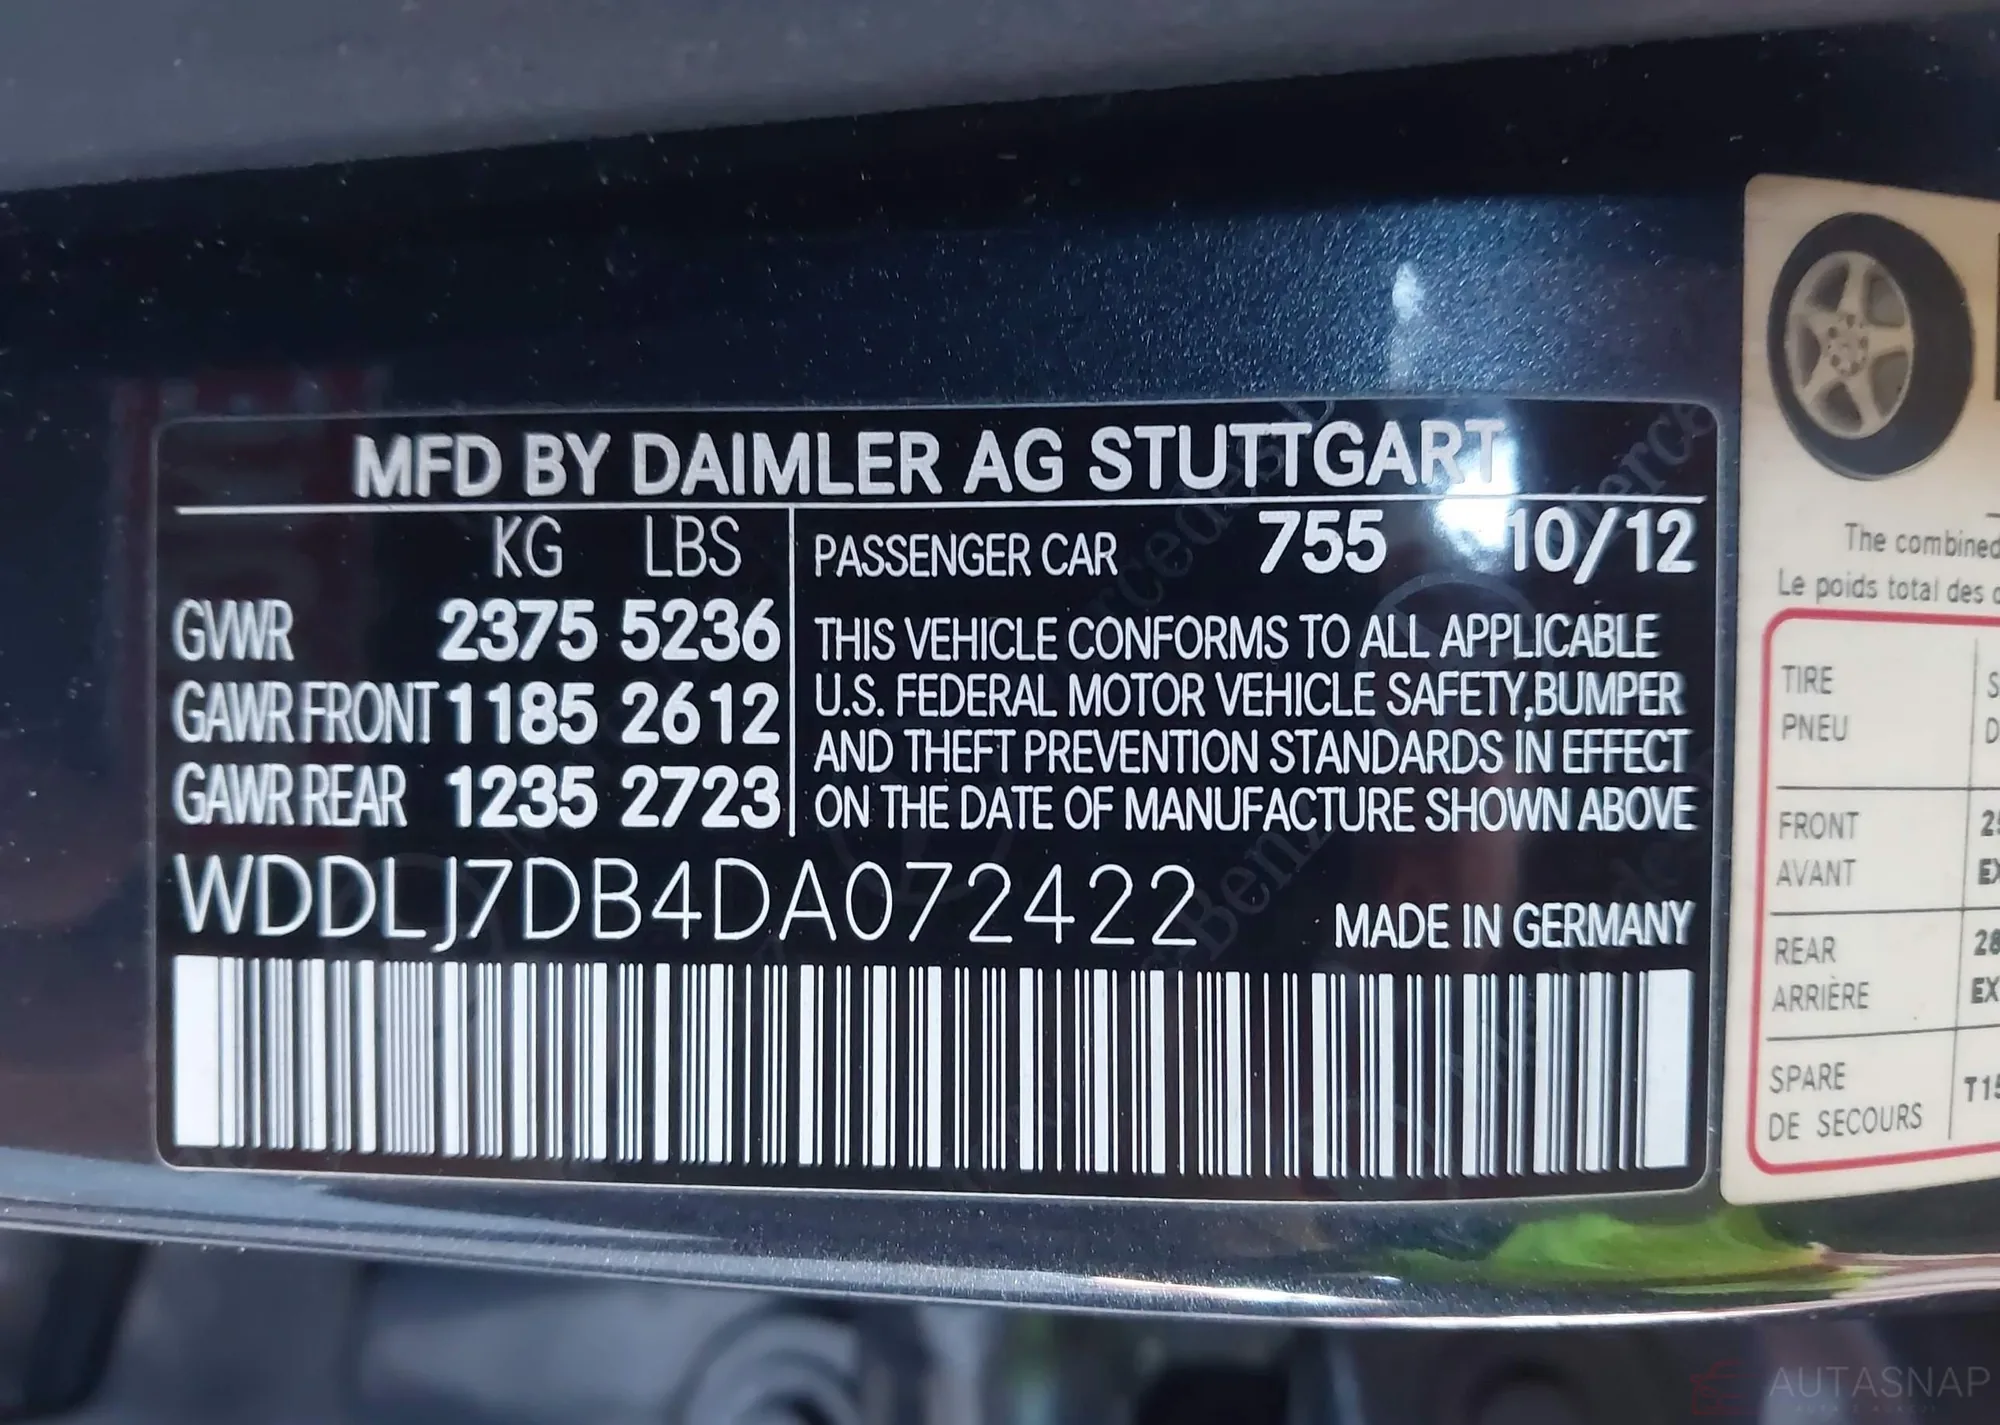 MFD BY DAIMLER AG STUTTGART
KG LBS
GVWR 2375 5236
GAWR FRONT 1185 2612
GAWR REAR 1235 2723
PASSENGER CAR 755 10/12
THIS VEHICLE CONFORMS TO ALL APPLICABLE
U.S. FEDERAL MOTOR VEHICLE SAFETY,BUMPER
AND THEFT PREVENTION STANDARDS IN EFFECT
ON THE DATE OF MANUFACTURE SHOWN ABOVE
WDDLJ7DB4DA072422
MADE IN GERMANY
The combined
Le poids total des
TIRE
PNEU
FRONT
AVANT
REAR
ARRIÈRE
SPARE
DE SECOURS
AUTASNAP